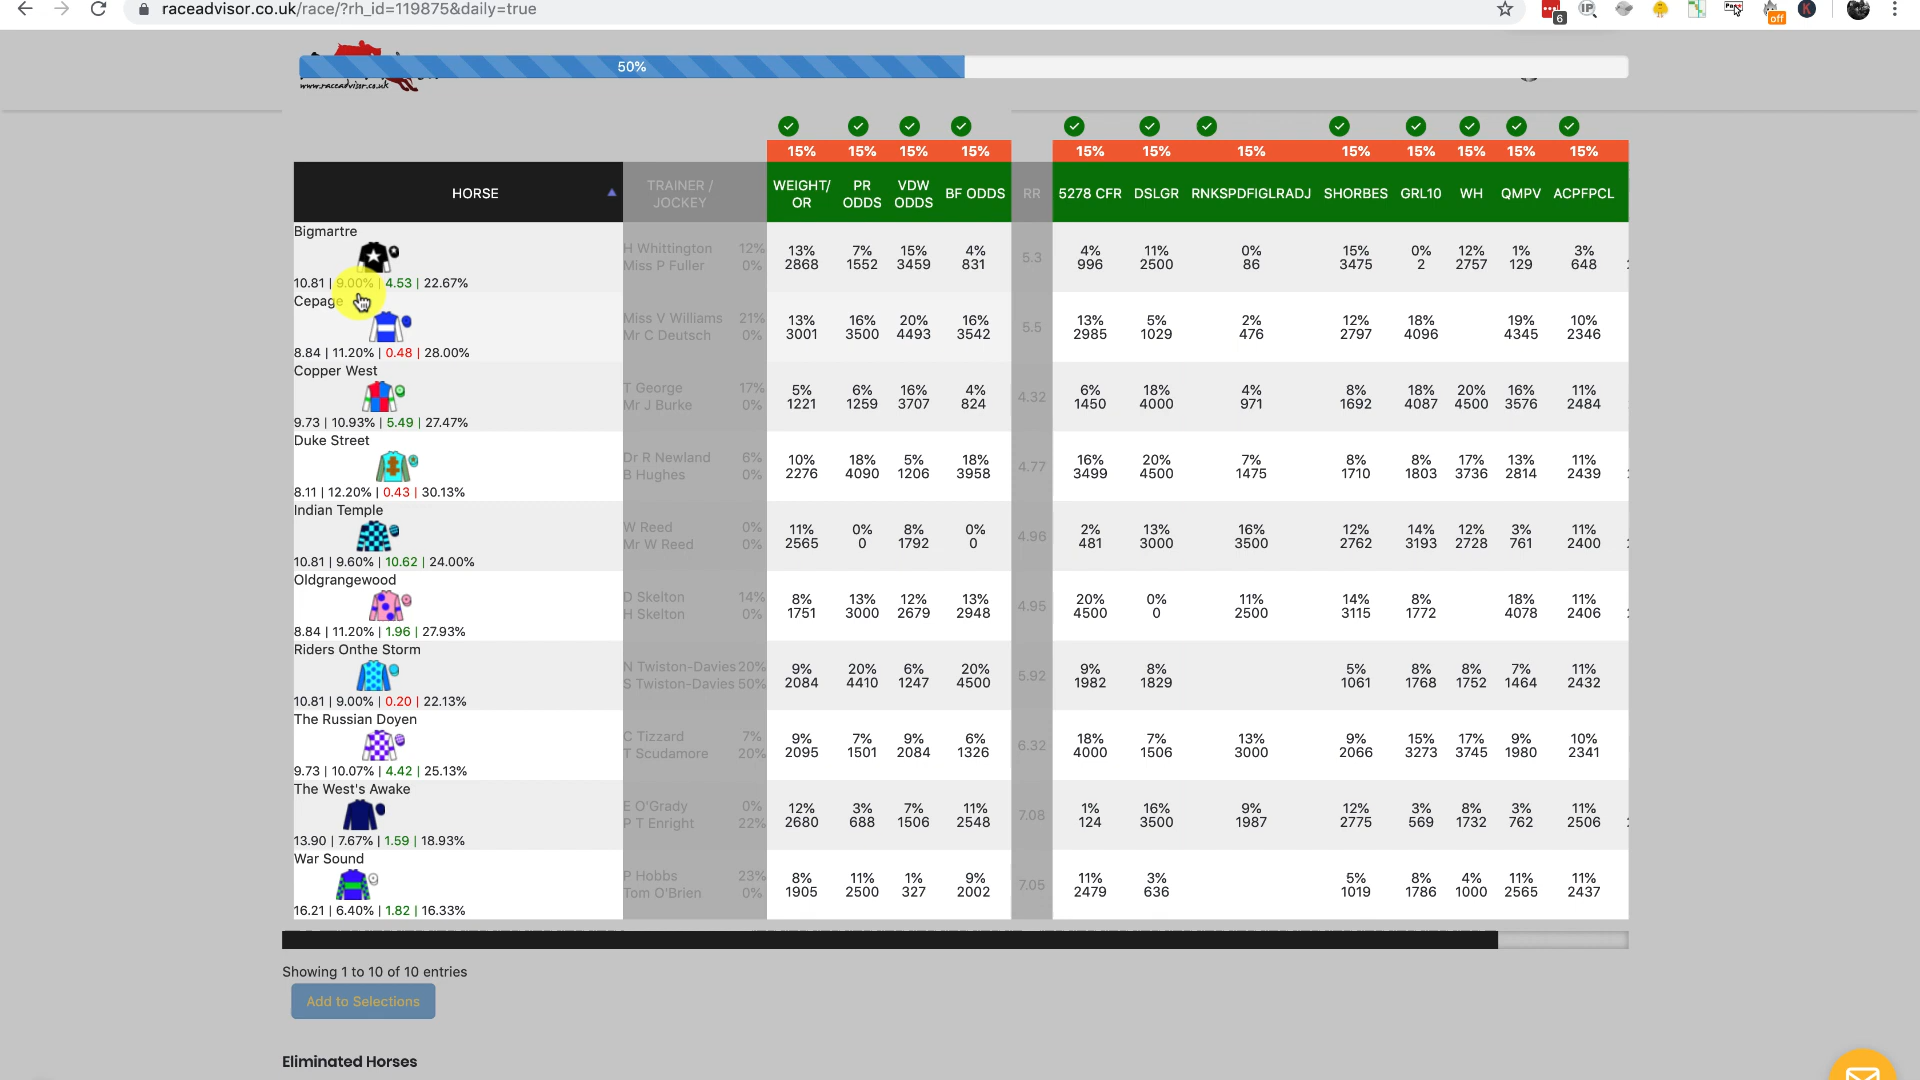 raceadvisor.co.uk/race/?rh_id=119875&daily=true
6
IP
off
K
50%
www.raceadvisor.co.uk
15% 15% 15% 15% 15% 15% 15% 15% 15% 15% 15% 15%
HORSE TRAINER / JOCKEY WEIGHT/ OR PR ODDS VDW ODDS BF ODDS RR 5278 CFR DSLGR RNKSPDFIGLRADJ SHORBES GRL10 WH QMPV ACPFPCL
Bigmartre
H Whittington 12% 13% 7% 15% 4% 5.3 4% 11% 0% 15% 0% 12% 1% 3%
Miss P Fuller 0% 2868 1552 3459 831 996 2500 86 3475 2 2757 129 648
10.81 | 9.00% | 4.53 | 22.67%
Cepage
Miss V Williams 21% 13% 16% 20% 16% 5.5 13% 5% 2% 12% 18% 19% 10%
Mr C Deutsch 0% 3001 3500 4493 3542 2985 1029 476 2797 4096 4345 2346
8.84 | 11.20% | 0.48 | 28.00%
Copper West
T George 17% 5% 6% 16% 4% 4.32 6% 18% 4% 8% 18% 20% 16% 11%
Mr J Burke 0% 1221 1259 3707 824 1450 4000 971 1692 4087 4500 3576 2484
9.73 | 10.93% | 5.49 | 27.47%
Duke Street
Dr R Newland 6% 10% 18% 5% 18% 4.77 16% 20% 7% 8% 8% 17% 13% 11%
B Hughes 0% 2276 4090 1206 3958 3499 4500 1475 1710 1803 3736 2814 2439
8.11 | 12.20% | 0.43 | 30.13%
Indian Temple
W Reed 0% 11% 0% 8% 0% 4.96 2% 13% 16% 12% 14% 12% 3% 11%
Mr W Reed 0% 2565 0 1792 0 481 3000 3500 2762 3193 2728 761 2400
10.81 | 9.60% | 10.62 | 24.00%
Oldgrangewood
D Skelton 14% 8% 13% 12% 13% 4.95 20% 0% 11% 14% 8% 18% 11%
H Skelton 0% 1751 3000 2679 2948 4500 0 2500 3115 1772 4078 2406
8.84 | 11.20% | 1.96 | 27.93%
Riders Onthe Storm
N Twiston-Davies 20% 9% 20% 6% 20% 5.92 9% 8% 5% 8% 8% 7% 11%
S Twiston-Davies 50% 2084 4410 1247 4500 1982 1829 1061 1768 1752 1464 2432
10.81 | 9.00% | 0.20 | 22.13%
The Russian Doyen
C Tizzard 7% 9% 7% 9% 6% 6.32 18% 7% 13% 9% 15% 17% 9% 10%
T Scudamore 20% 2095 1501 2084 1326 4000 1506 3000 2066 3273 3745 1980 2341
9.73 | 10.07% | 4.42 | 25.13%
The West's Awake
E O'Grady 0% 12% 3% 7% 11% 7.08 1% 16% 9% 12% 3% 8% 3% 11%
P T Enright 22% 2680 688 1506 2548 124 3500 1987 2775 569 1732 762 2506
13.90 | 7.67% | 1.59 | 18.93%
War Sound
P Hobbs 23% 8% 11% 1% 9% 7.05 11% 3% 5% 8% 4% 11% 11%
Tom O'Brien 0% 1905 2500 327 2002 2479 636 1019 1786 1000 2565 2437
16.21 | 6.40% | 1.82 | 16.33%
Showing 1 to 10 of 10 entries
Add to Selections
Eliminated Horses